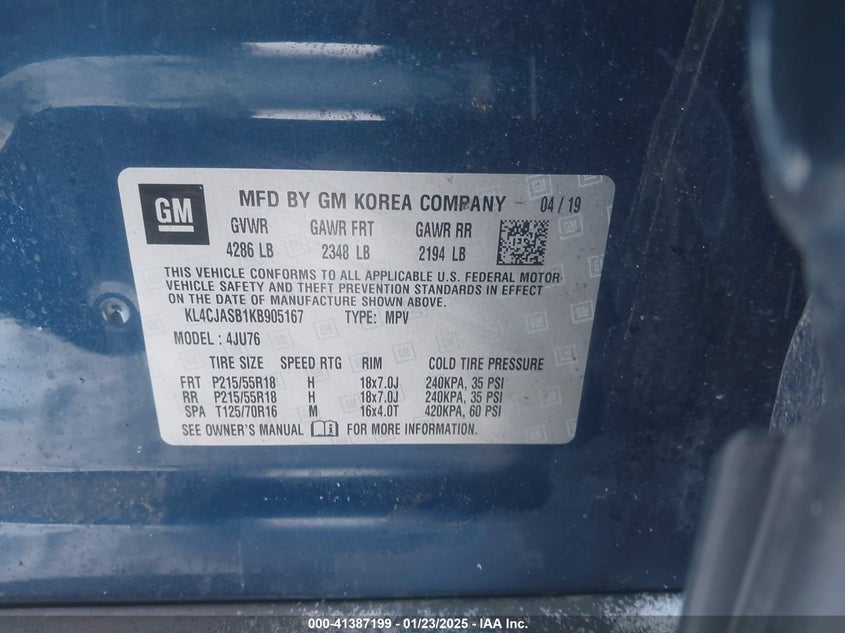 GM
MFD BY GM KOREA COMPANY 04 / 19
GVWR GAWR FRT GAWR RR
4286 LB 2348 LB 2194 LB
THIS VEHICLE CONFORMS TO ALL APPLICABLE U.S. FEDERAL MOTOR
VEHICLE SAFETY AND THEFT PREVENTION STANDARDS IN EFFECT
ON THE DATE OF MANUFACTURE SHOWN ABOVE.
KL4CJASB1KB905167 TYPE: MPV
MODEL : 4JU76
TIRE SIZE SPEED RTG RIM COLD TIRE PRESSURE
FRT P215/55R18 H 18x7.0J 240KPA, 35 PSI
RR P215/55R18 H 18x7.0J 240KPA, 35 PSI
SPA T125/70R16 M 16x4.0T 420KPA, 60 PSI
SEE OWNER'S MANUAL FOR MORE INFORMATION.
000-41387199 - 01/23/2025 - IAA Inc.